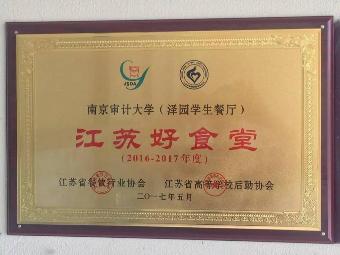 JSDA
南京审计大学（泽园学生餐厅）
江苏好食堂
(2016-2017年度)
江苏省餐饮行业协会 江苏省高等学校后勤协会
二〇一七年五月